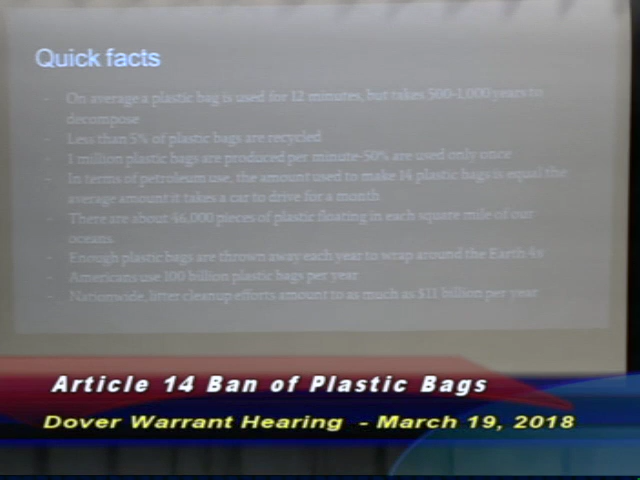 Quick facts
- On average a plastic bag is used for 12 minutes, but takes 500-1,000 years to
decompose
- Less than 5% of plastic bags are recycled
- 1 million plastic bags are produced per minute-50% are used only once
- In terms of petroleum use, the amount used to make 14 plastic bags is equal the
average amount it takes a car to drive for a month
- There are about 46,000 pieces of plastic floating in each square mile of our
oceans.
- Enough plastic bags are thrown away each year to wrap around the Earth 4x
- Americans use 100 billion plastic bags per year
- Nationwide, litter cleanup efforts amount to as much as $11 billion per year
Article 14 Ban of Plastic Bags
Dover Warrant Hearing - March 19, 2018